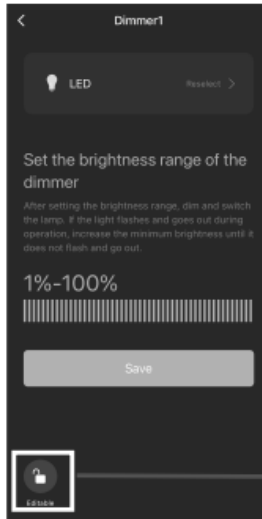 Dimmer1
LED Reselect
Set the brightness range of the
dimmer
After setting the brightness range, dim and switch
the lamp. If the light flashes and goes out during
operation, increase the minimum brightness until it
does not flash and go out.
1%-100%
Save
Editable